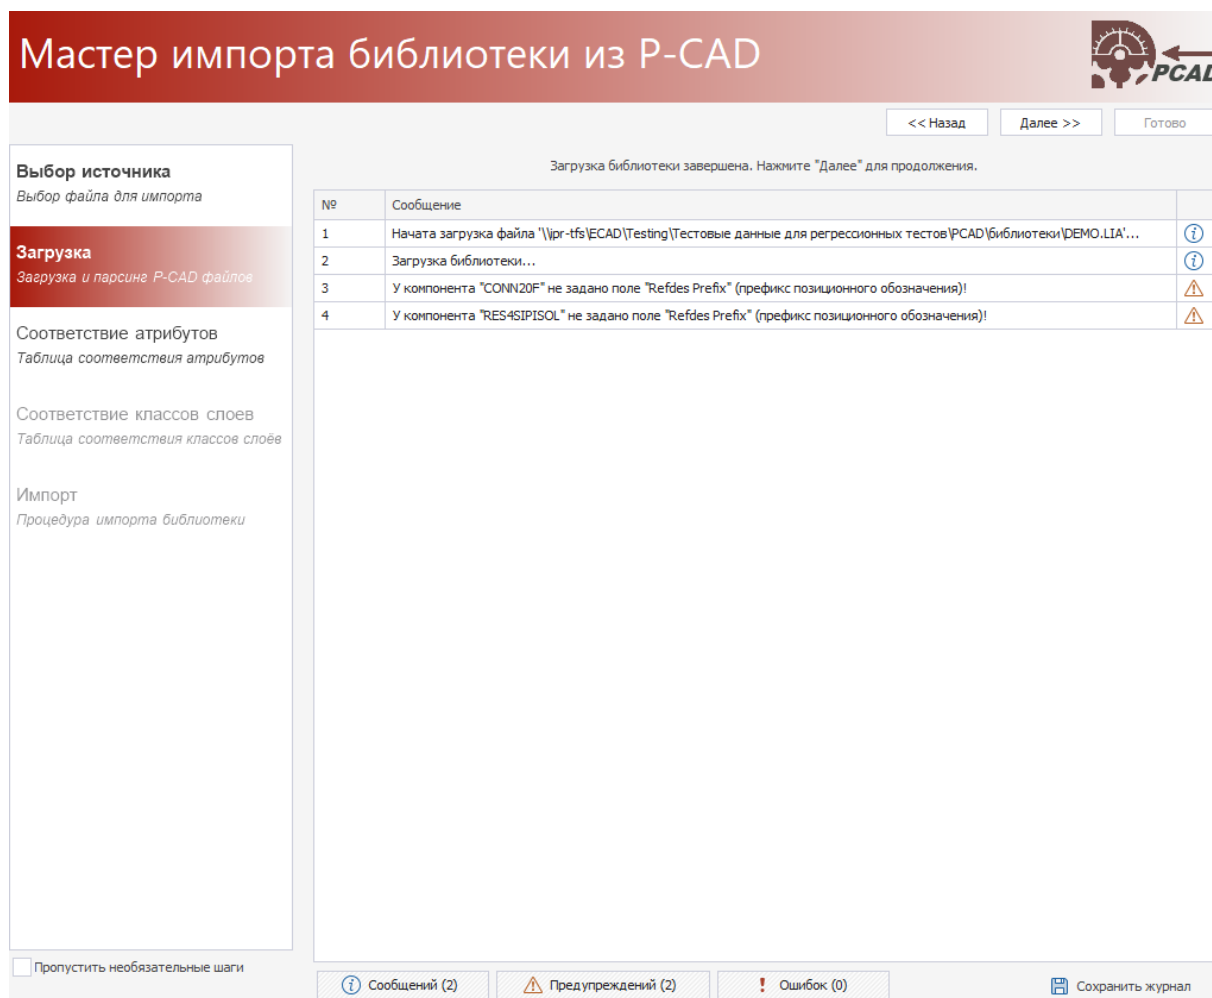 Мастер импорта библиотеки из P-CAD
PCAD
<< Назад
Далее >>
Готово
Выбор источника
Выбор файла для импорта
Загрузка
Загрузка и парсинг P-CAD файлов
Соответствие атрибутов
Таблица соответствия атрибутов
Соответствие классов слоев
Таблица соответствия классов слоёв
Импорт
Процедура импорта библиотеки
Пропустить необязательные шаги
Загрузка библиотеки завершена. Нажмите "Далее" для продолжения.
№ Сообщение
1 Начата загрузка файла '\\ipr-tfs\ECAD\Testing\Тестовые данные для регрессионных тестов\PCAD\библиотеки\DEMO.LIA'...
2 Загрузка библиотеки...
3 У компонента "CONN20F" не задано поле "Refdes Prefix" (префикс позиционного обозначения)!
4 У компонента "RES4SIPISOL" не задано поле "Refdes Prefix" (префикс позиционного обозначения)!
Сообщений (2)
Предупреждений (2)
Ошибок (0)
Сохранить журнал